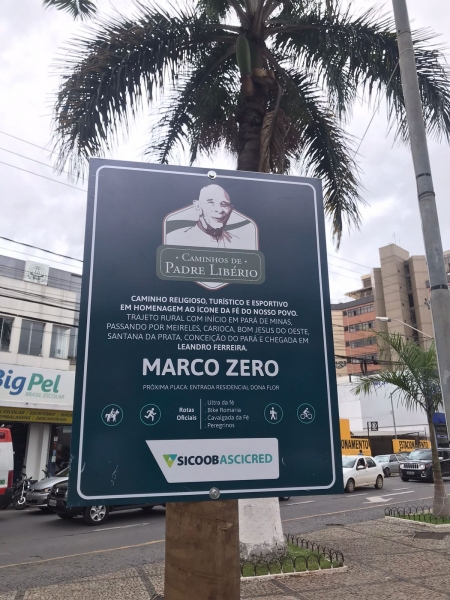 CAMINHOS DE
PADRE LIBÉRIO
CAMINHO RELIGIOSO, TURÍSTICO E ESPORTIVO
EM HOMENAGEM AO ÍCONE DA FÉ DO NOSSO POVO.
TRAJETO RURAL COM INÍCIO EM PARÁ DE MINAS,
PASSANDO POR MEIRELES, CARIOCA, BOM JESUS DO OESTE,
SANTANA DA PRATA, CONCEIÇÃO DO PARÁ E CHEGADA EM
LEANDRO FERREIRA.
MARCO ZERO
PRÓXIMA PLACA: ENTRADA RESIDENCIAL DONA FLOR
Rotas
Oficiais
Ultra da fé
Bike Romaria
Cavalgada da Fé
Peregrinos
SICOOBASCICRED
BigPel
BRASIL ESCOLAR
ESTACIONAMENTO